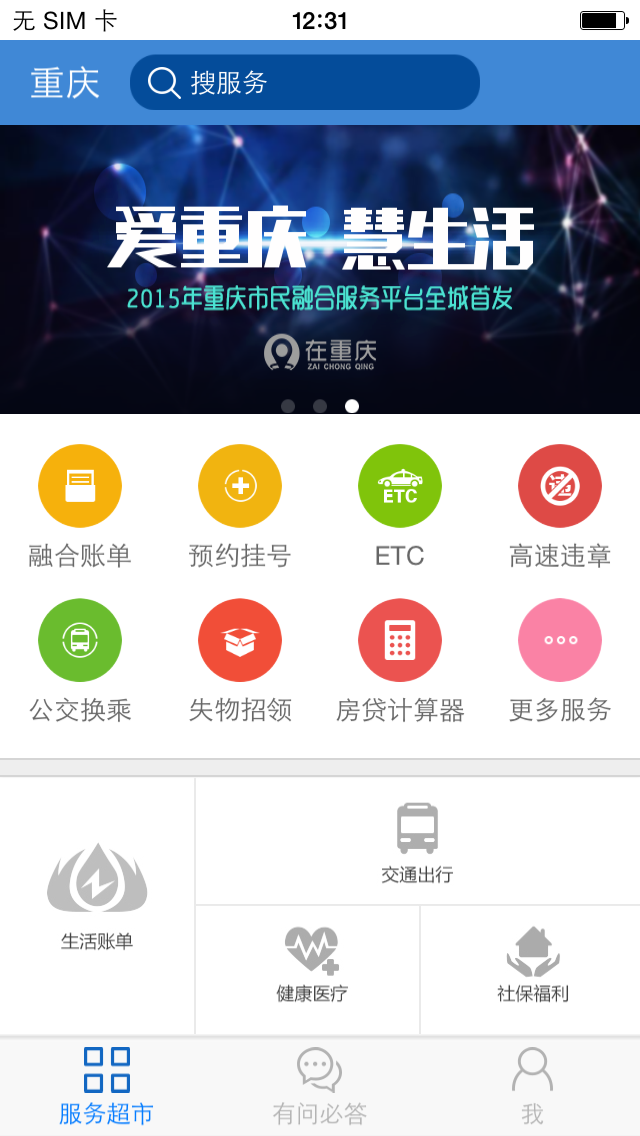 无 SIM 卡
12:31
重庆
搜服务
爱重庆 慧生活
2015年重庆市民融合服务平台全城首发
在重庆
ZAI CHONG QING
ETC
违
融合账单
预约挂号
ETC
高速违章
公交换乘
失物招领
房贷计算器
更多服务
交通出行
生活账单
健康医疗
社保福利
服务超市
有问必答
我